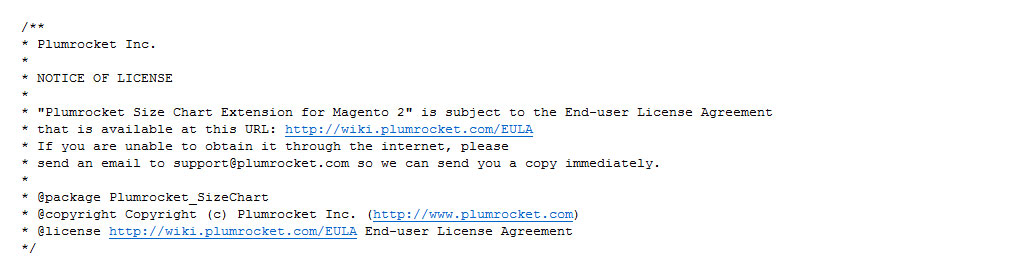 /**
* Plumrocket Inc.
*
* NOTICE OF LICENSE
*
* "Plumrocket Size Chart Extension for Magento 2" is subject to the End-user License Agreement
* that is available at this URL: http://wiki.plumrocket.com/EULA
* If you are unable to obtain it through the internet, please
* send an email to support@plumrocket.com so we can send you a copy immediately.
*
* @package Plumrocket_SizeChart
* @copyright Copyright (c) Plumrocket Inc. (http://www.plumrocket.com)
* @license http://wiki.plumrocket.com/EULA End-user License Agreement
*/